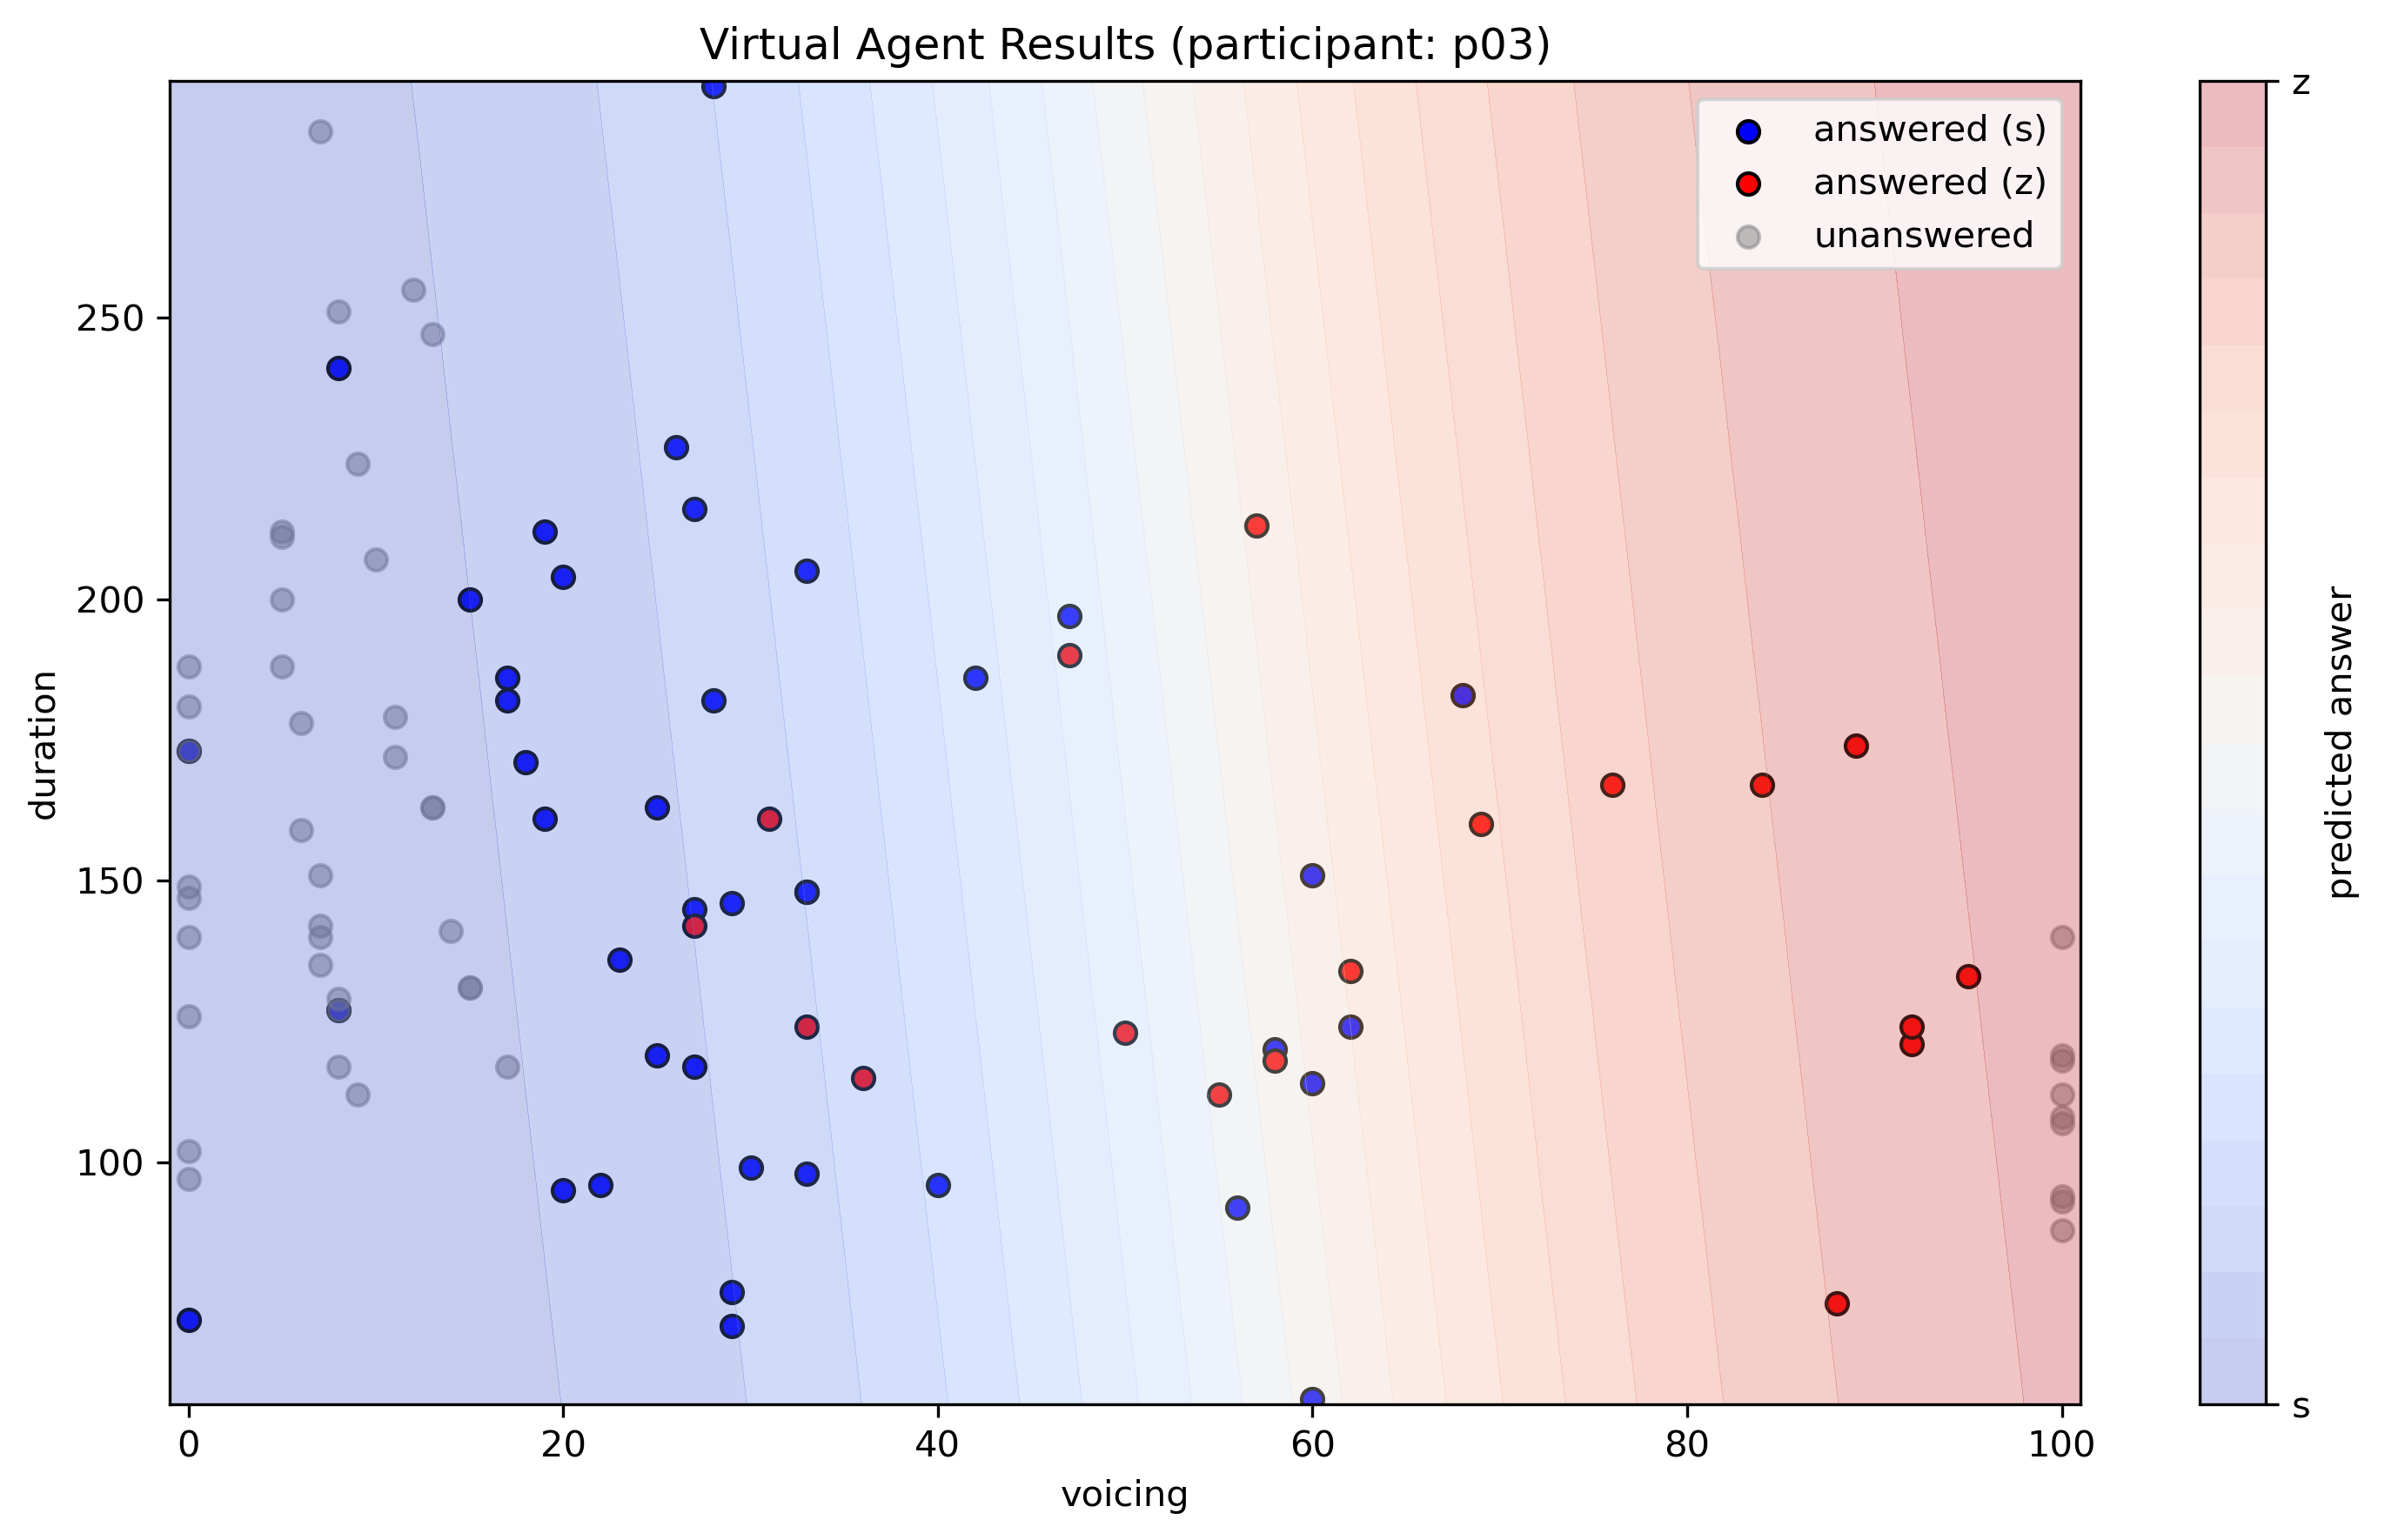 Virtual Agent Results (participant: p03)
answered (s)
answered (z)
unanswered
250
200
150
100
duration
0 20 40 60 80 100
voicing
z
s
predicted answer